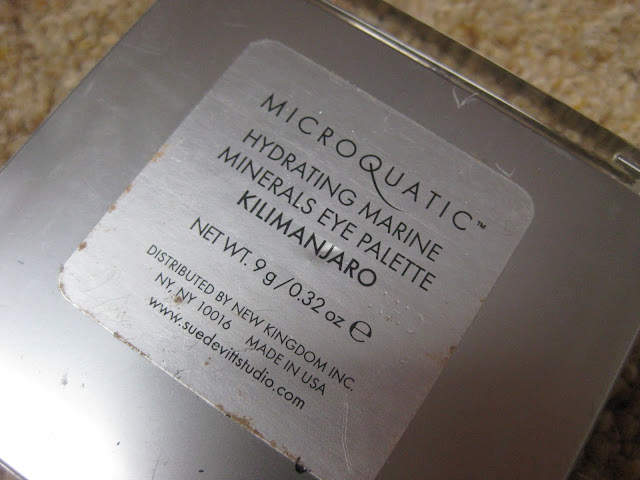 MICROQUATIC™
HYDRATING MARINE
MINERALS EYE PALETTE
KILIMANJARO
NET WT. 9 g / 0.32 oz ℮
DISTRIBUTED BY NEW KINGDOM INC.
NY, NY 10016 MADE IN USA
www.suedevittstudio.com